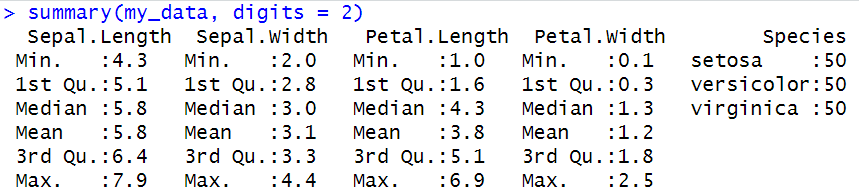 > summary(my_data, digits = 2)
  Sepal.Length  Sepal.Width   Petal.Length  Petal.Width        Species
 Min.   :4.3   Min.   :2.0   Min.   :1.0   Min.   :0.1   setosa    :50
 1st Qu.:5.1   1st Qu.:2.8   1st Qu.:1.6   1st Qu.:0.3   versicolor:50
 Median :5.8   Median :3.0   Median :4.3   Median :1.3   virginica :50
 Mean   :5.8   Mean   :3.1   Mean   :3.8   Mean   :1.2
 3rd Qu.:6.4   3rd Qu.:3.3   3rd Qu.:5.1   3rd Qu.:1.8
 Max.   :7.9   Max.   :4.4   Max.   :6.9   Max.   :2.5